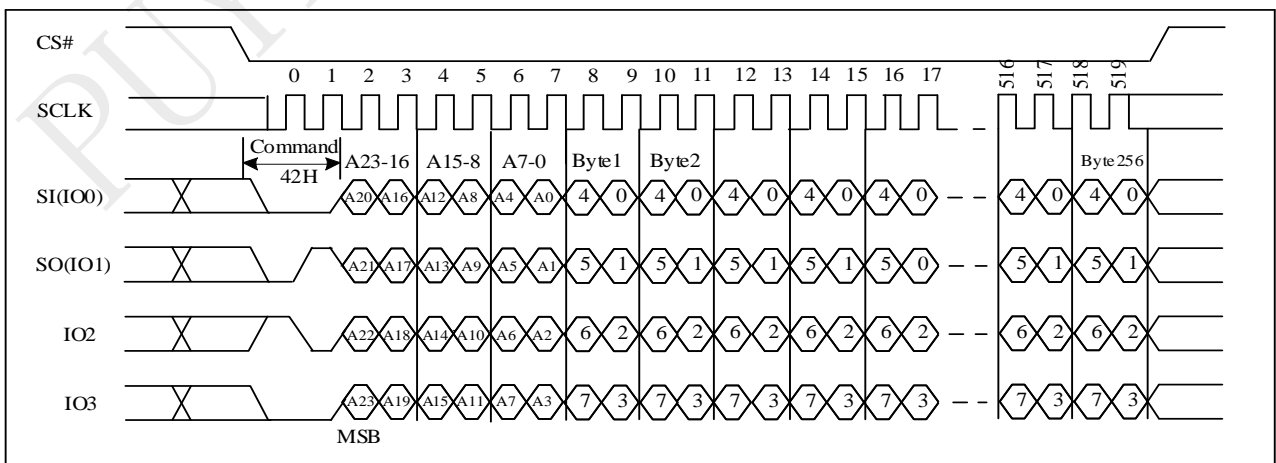 PUY
CS#
0 1 2 3 4 5 6 7 8 9 10 11 12 13 14 15 16 17 516 517 518 519
SCLK
Command
42H
A23-16 A15-8 A7-0 Byte1 Byte2 Byte256
SI(IO0) A20 A16 A12 A8 A4 A0 4 0 4 0 4 0 4 0 4 0 4 0 4 0
SO(IO1) A21 A17 A13 A9 A5 A1 5 1 5 1 5 1 5 1 5 0 5 1 5 1
IO2 A22 A18 A14 A10 A6 A2 6 2 6 2 6 2 6 2 6 2 6 2 6 2
IO3 A23 A19 A15 A11 A7 A3 7 3 7 3 7 3 7 3 7 3 7 3 7 3
MSB